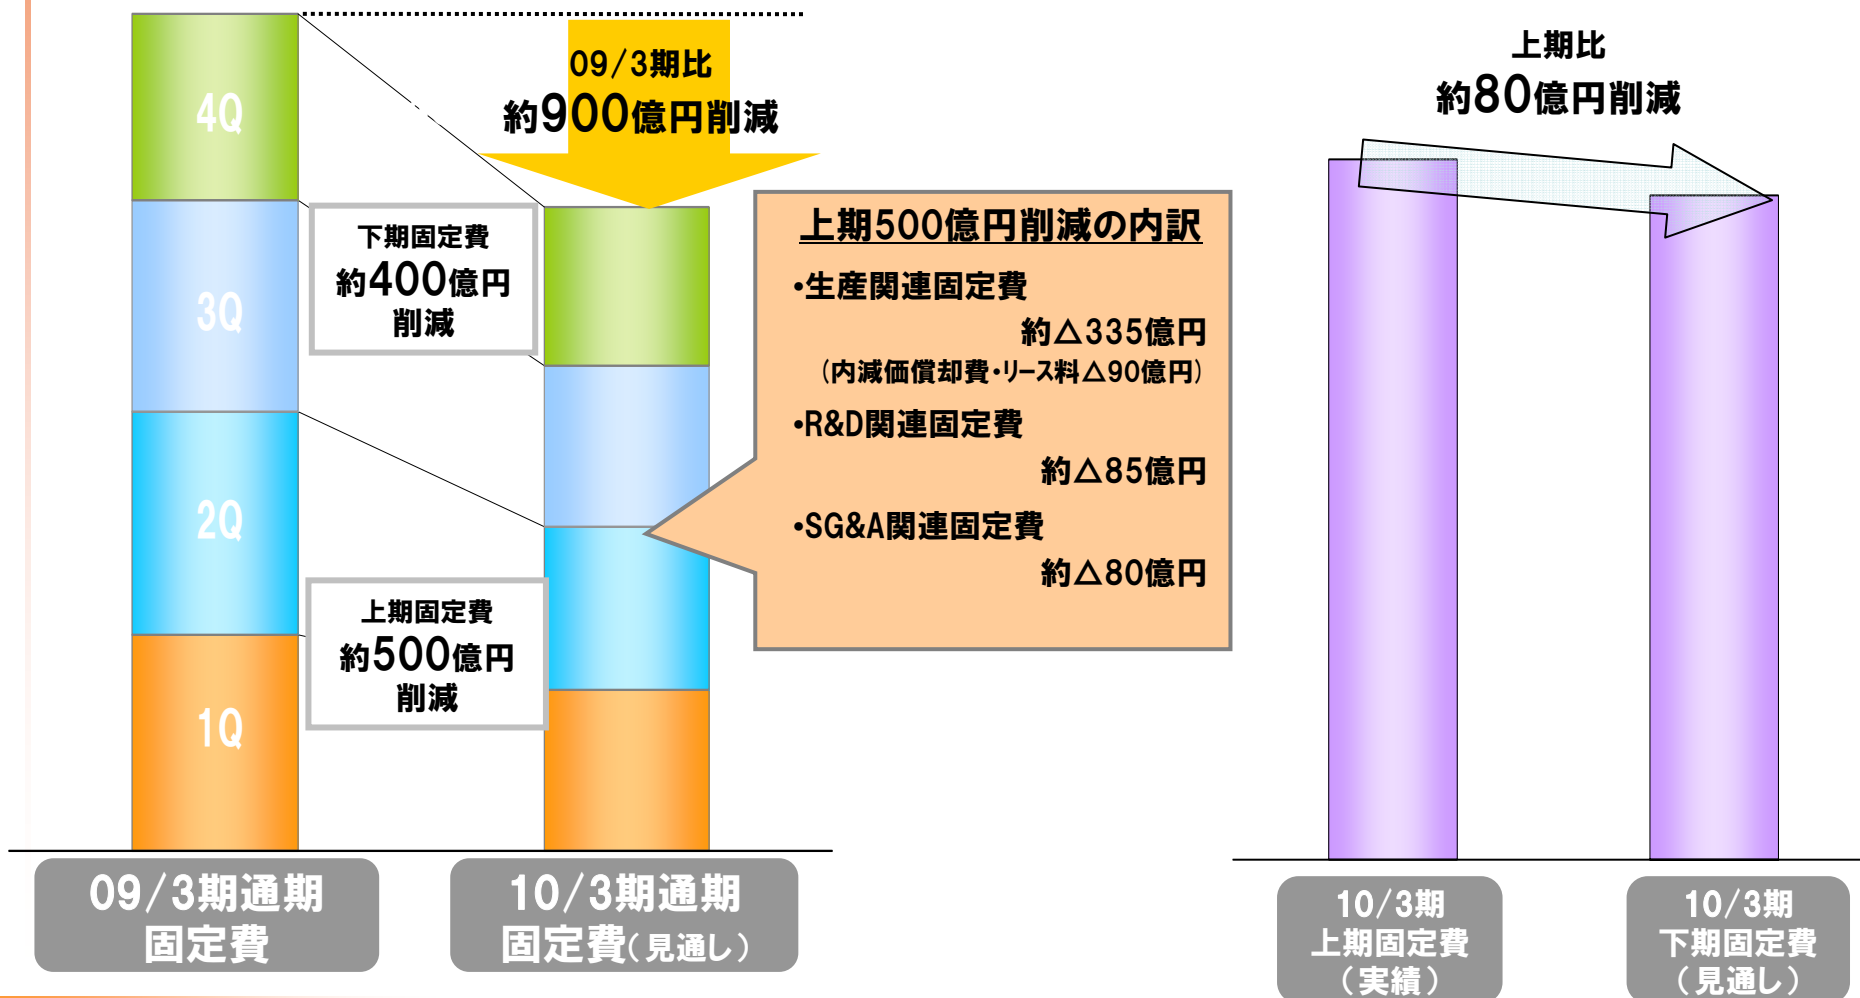 4Q
3Q
2Q
1Q
09/3期比
約900億円削減
下期固定費
約400億円
削減
上期固定費
約500億円
削減
上期500億円削減の内訳
・生産関連固定費
約△335億円
(内減価償却費・リース料△90億円)
・R&D関連固定費
約△85億円
・SG&A関連固定費
約△80億円
09/3期通期
固定費
10/3期通期
固定費(見通し)
上期比
約80億円削減
10/3期
上期固定費
(実績)
10/3期
下期固定費
(見通し)